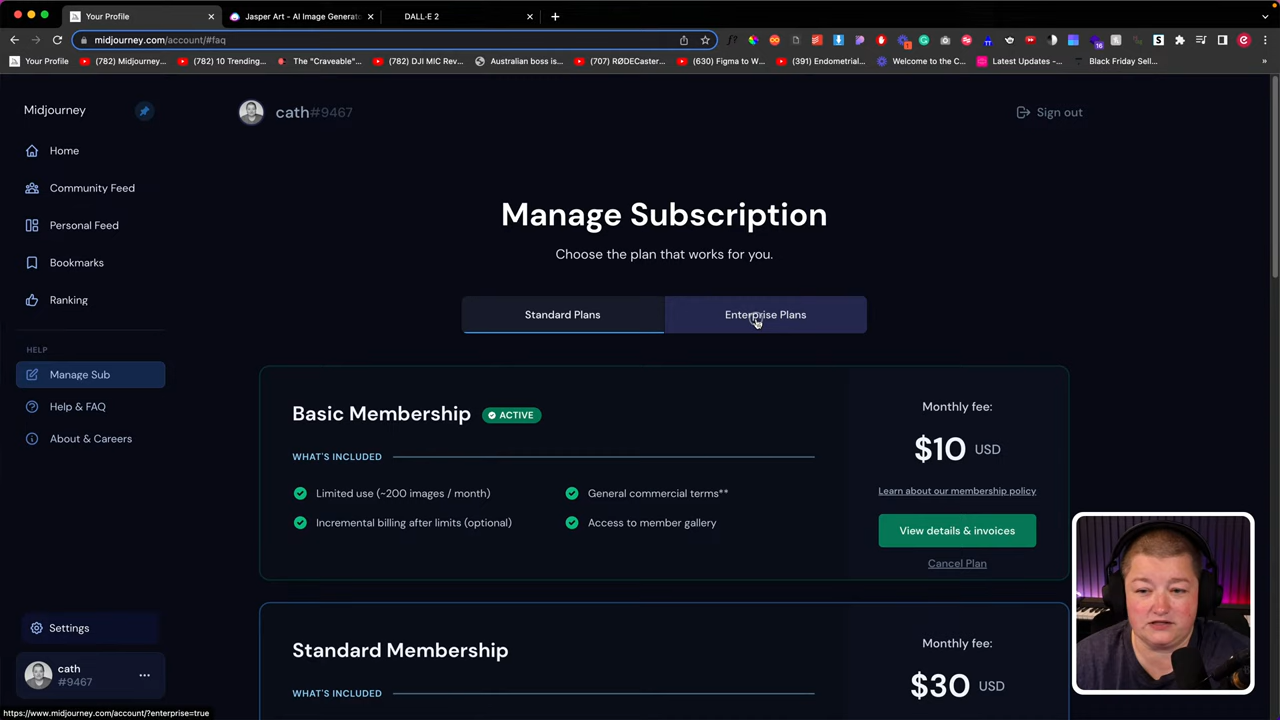 Your Profile
Jasper Art - AI Image Generato
DALL·E 2
midjourney.com/account/#faq
Your Profile
(782) Midjourney...
(782) 10 Trending...
The "Craveable"...
(782) DJI MIC Rev...
Australian boss is...
(707) RØDECaster...
(630) Figma to W...
(391) Endometrial...
Welcome to the C...
Latest Updates -...
Black Friday Sell...
Midjourney
cath#9467
Sign out
Home
Community Feed
Personal Feed
Bookmarks
Ranking
HELP
Manage Sub
Help & FAQ
About & Careers
Manage Subscription
Choose the plan that works for you.
Standard Plans
Enterprise Plans
Basic Membership
ACTIVE
WHAT'S INCLUDED
Limited use (~200 images / month)
General commercial terms**
Incremental billing after limits (optional)
Access to member gallery
Monthly fee:
$10 USD
Learn about our membership policy
View details & invoices
Cancel Plan
Standard Membership
WHAT'S INCLUDED
Monthly fee:
$30 USD
Settings
cath
#9467
https://www.midjourney.com/account/?enterprise=true